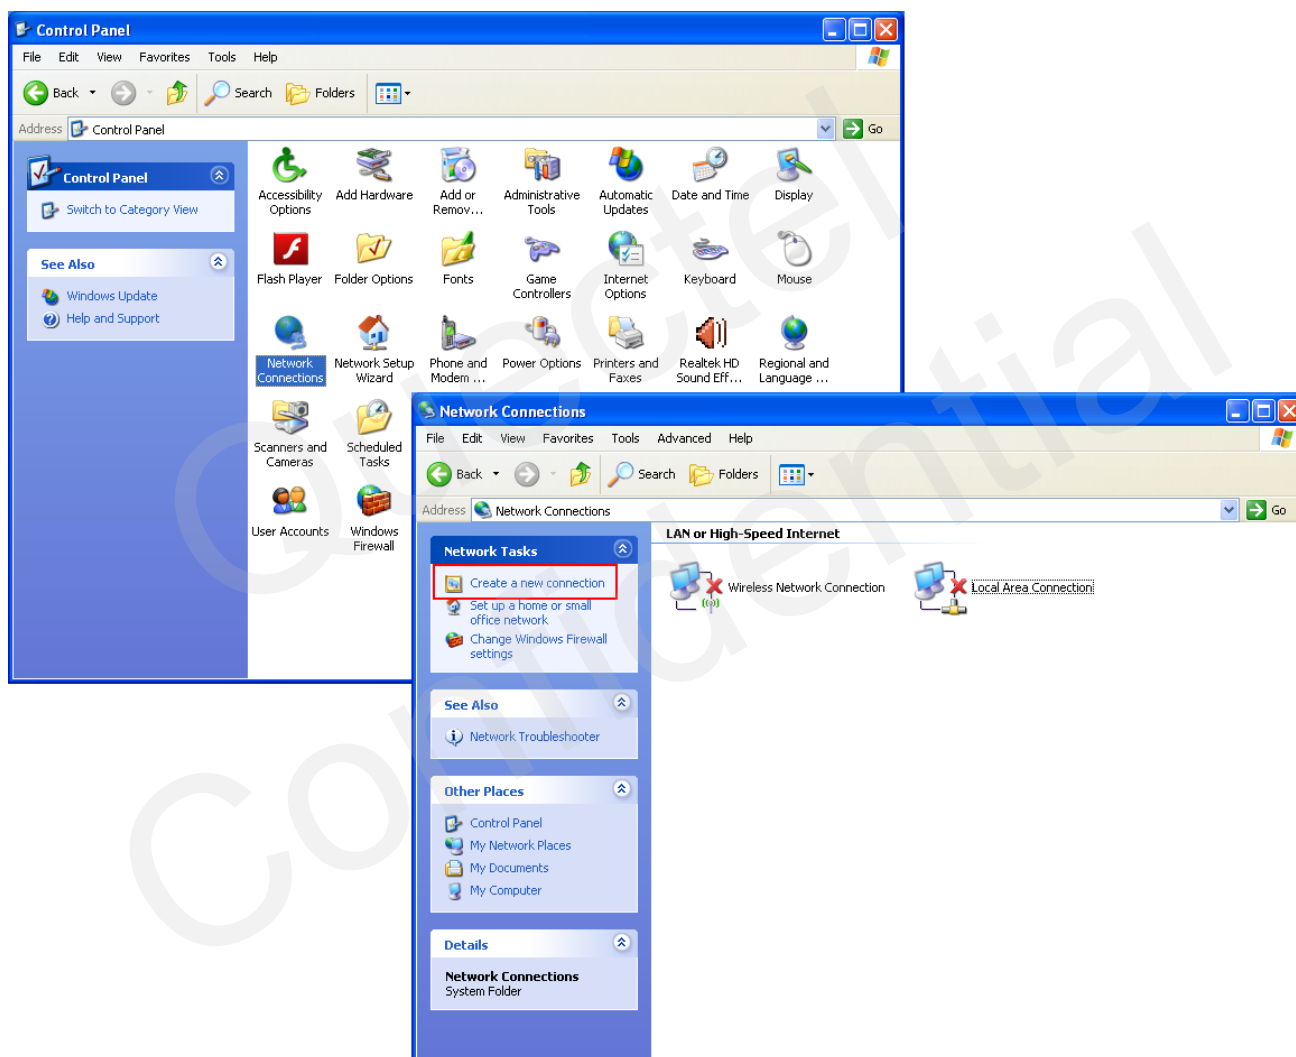 Control Panel
File Edit View Favorites Tools Help
Back Search Folders
Address Control Panel Go
Control Panel
Switch to Category View
See Also
Windows Update
Help and Support
Accessibility Options
Add Hardware
Add or Remov...
Administrative Tools
Automatic Updates
Date and Time
Display
Flash Player
Folder Options
Fonts
Game Controllers
Internet Options
Keyboard
Mouse
Network Connections
Network Setup Wizard
Phone and Modem ...
Power Options
Printers and Faxes
Realtek HD Sound Eff...
Regional and Language ...
Scanners and Cameras
Scheduled Tasks
User Accounts
Windows Firewall
Network Connections
File Edit View Favorites Tools Advanced Help
Back Search Folders
Address Network Connections Go
Network Tasks
Create a new connection
Set up a home or small
office network
Change Windows Firewall
settings
See Also
Network Troubleshooter
Other Places
Control Panel
My Network Places
My Documents
My Computer
Details
Network Connections
System Folder
LAN or High-Speed Internet
Wireless Network Connection
Local Area Connection
Quectel
Confidential